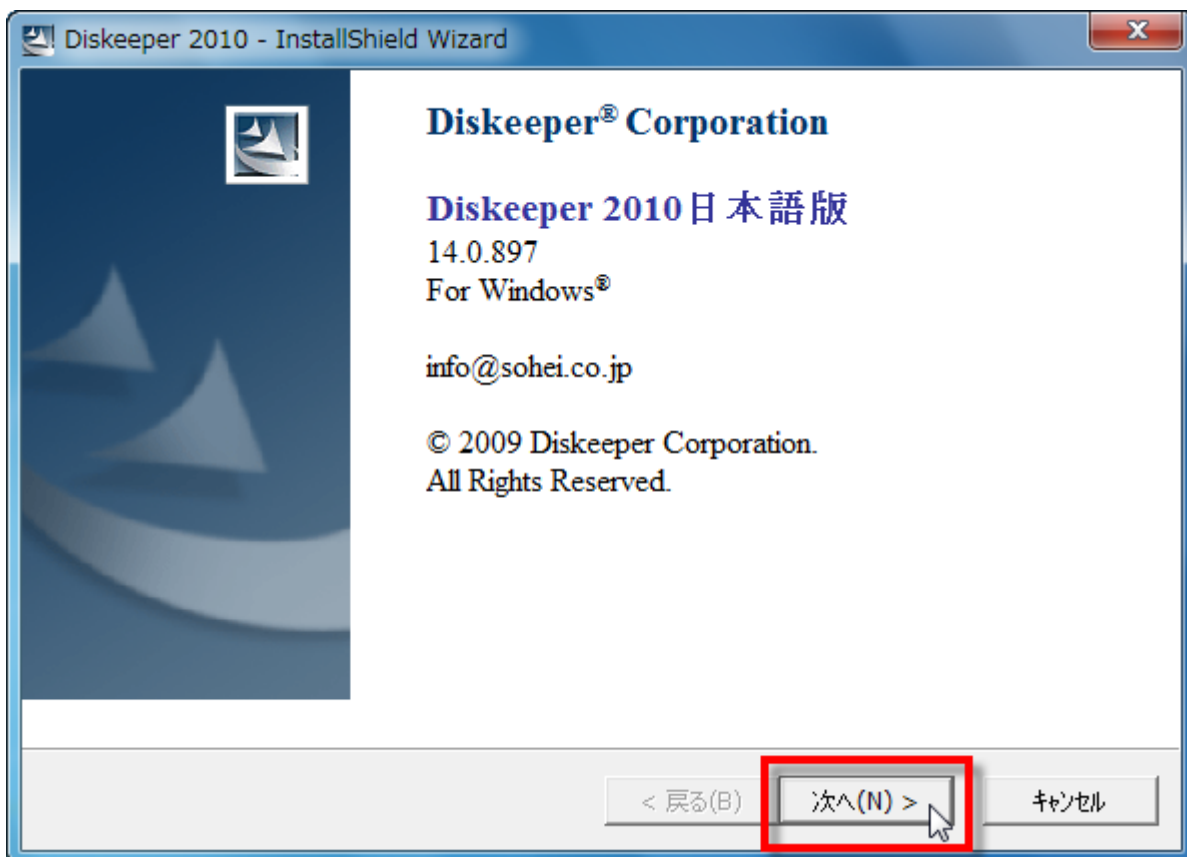 Diskeeper 2010 - InstallShield Wizard
Diskeeper® Corporation
Diskeeper 2010日本語版
14.0.897
For Windows®
info@sohei.co.jp
© 2009 Diskeeper Corporation.
All Rights Reserved.
< 戻る(B)
次へ(N) >
ｷｬﾝｾﾙ